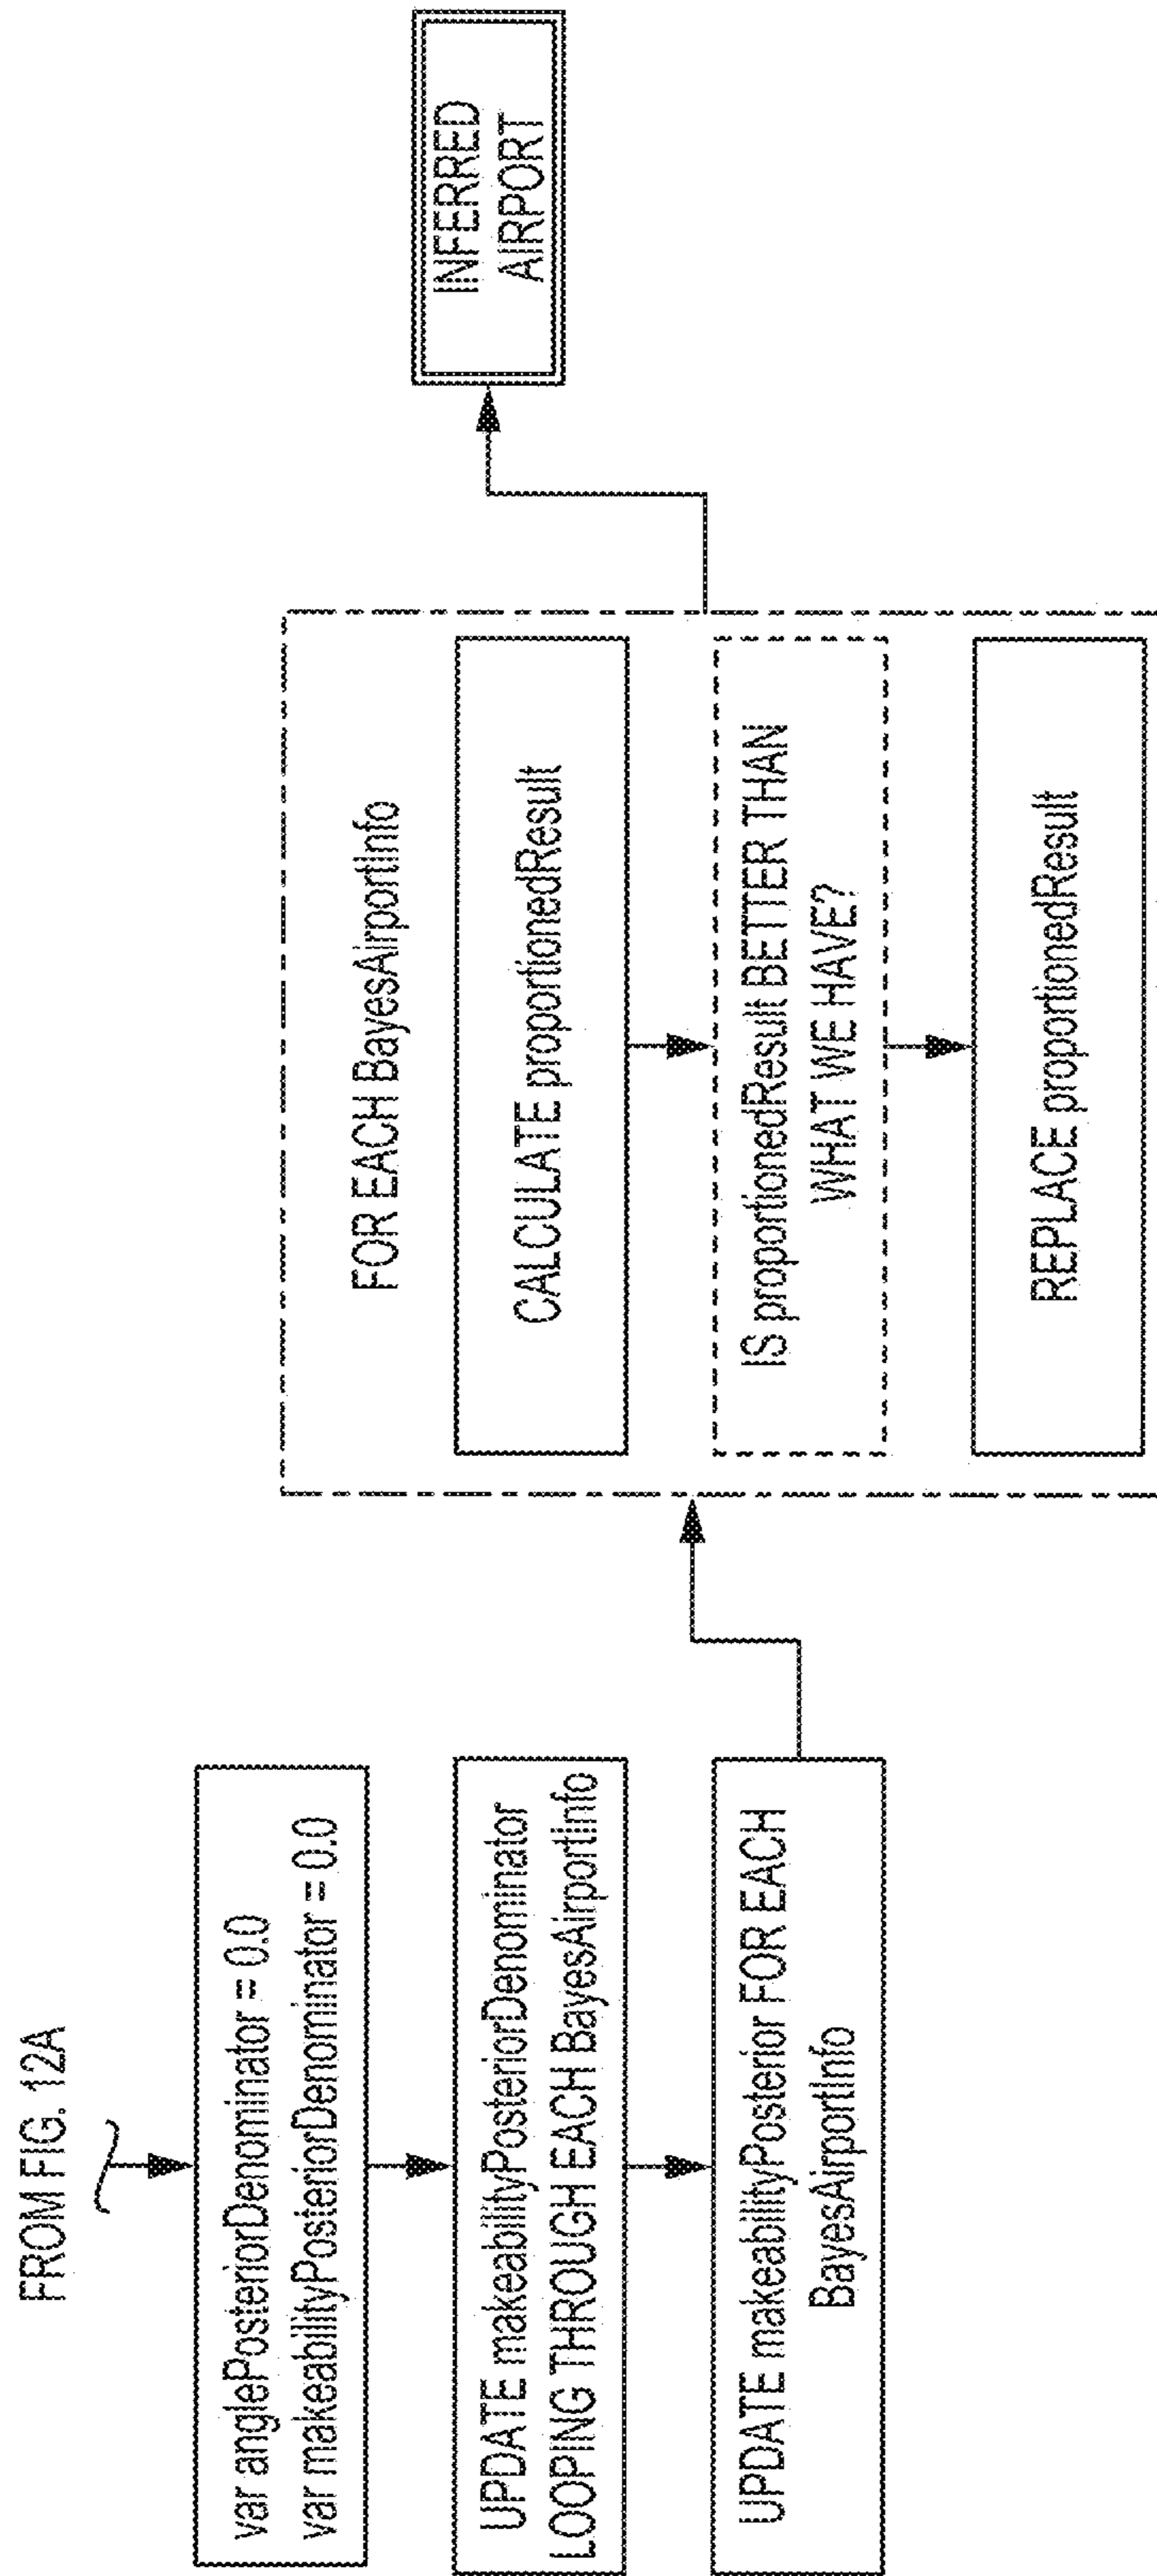 FROM FIG. 12A
var anglePosteriorDenominator = 0.0
var makeabilityPosteriorDenominator = 0.0
UPDATE makeabilityPosteriorDenominator
LOOPING THROUGH EACH BayesAirportInfo
UPDATE makeabilityPosterior FOR EACH
BayesAirportInfo
FOR EACH BayesAirportInfo
CALCULATE proportionedResult
IS proportionedResult BETTER THAN
WHAT WE HAVE?
REPLACE proportionedResult
INFERRED
AIRPORT